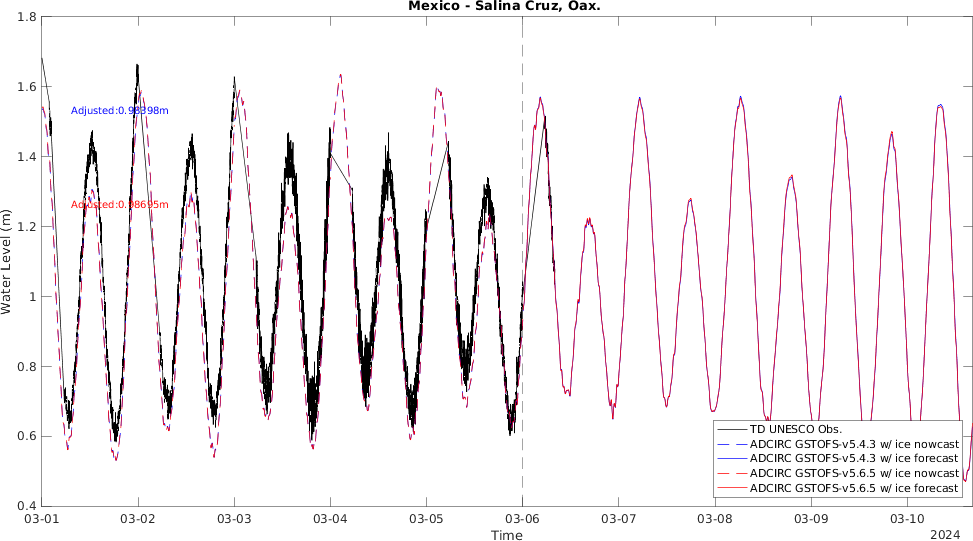 Mexico - Salina Cruz, Oax.
1.8
1.6
1.4
1.2
1
0.8
0.6
0.4
Water Level (m)
Adjusted:0.98398m
Adjusted:0.98695m
TD UNESCO Obs.
ADCIRC GSTOFS-v5.4.3 w/ ice nowcast
ADCIRC GSTOFS-v5.4.3 w/ ice forecast
ADCIRC GSTOFS-v5.6.5 w/ ice nowcast
ADCIRC GSTOFS-v5.6.5 w/ ice forecast
03-01 03-02 03-03 03-04 03-05 03-06 03-07 03-08 03-09 03-10
Time
2024